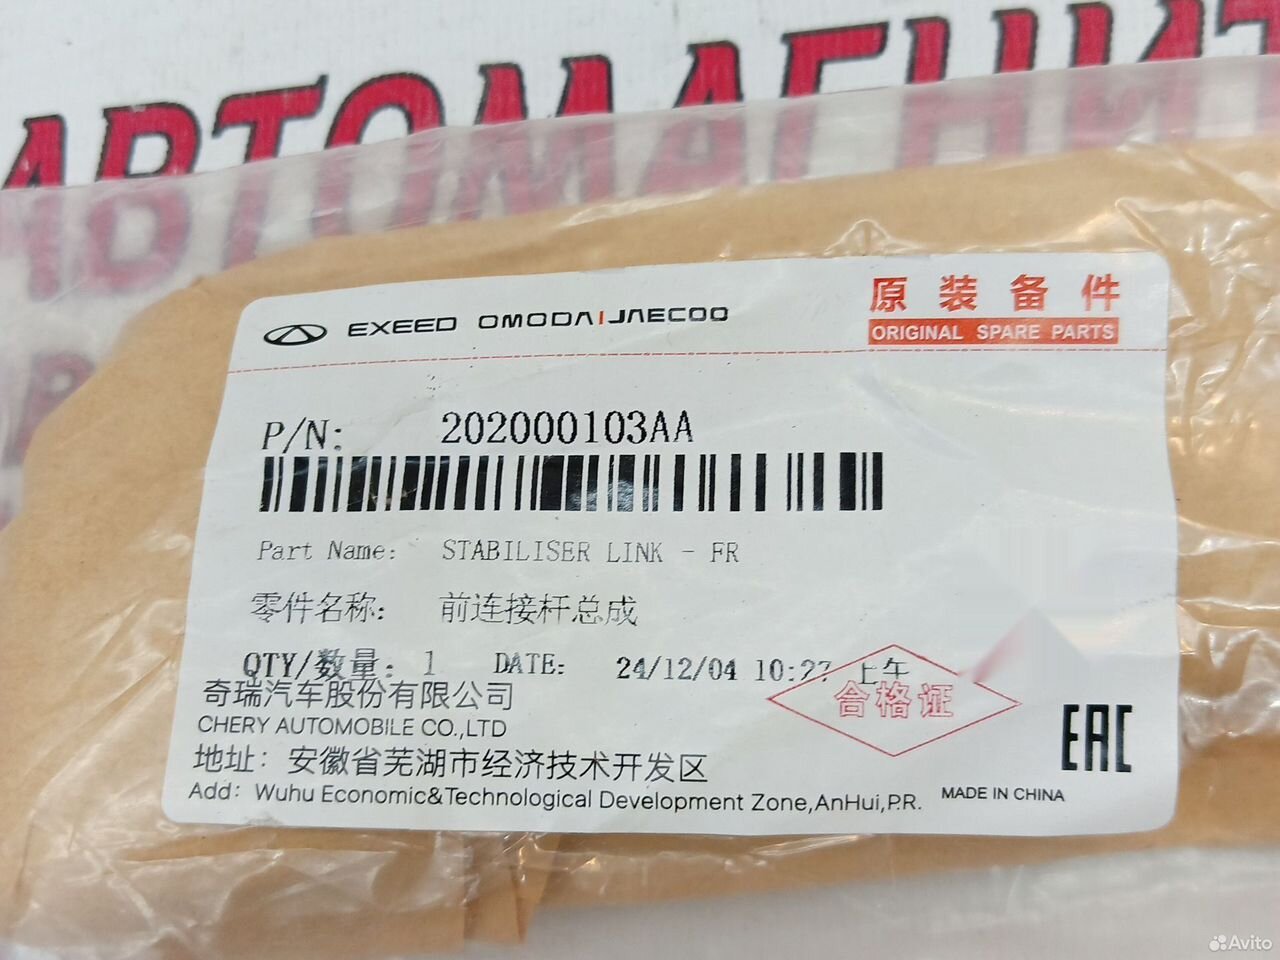 АВТОМАГНИТ
EXEED OMODA|JAECOO
原装备件
ORIGINAL SPARE PARTS
P/N: 202000103AA
Part Name: STABILISER LINK - FR
零件名称: 前连接杆总成
QTY/数量: 1 DATE: 24/12/04 10:27 上午
合格证
奇瑞汽车股份有限公司
CHERY AUTOMOBILE CO.,LTD
地址: 安徽省芜湖市经济技术开发区
Add: Wuhu Economic&Technological Development Zone,AnHui,P.R.
MADE IN CHINA
EAC
Avito